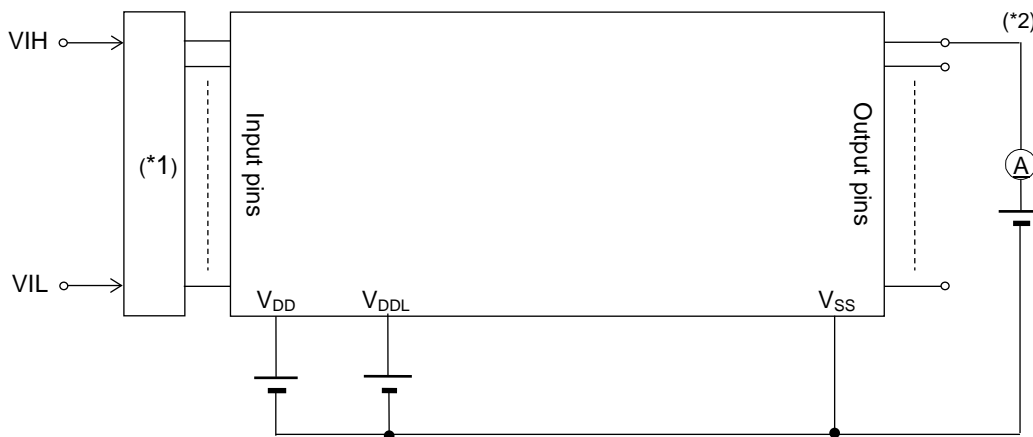 VIH
(*2)
Input pins
Output pins
(*1)
A
VIL
VDD
VDDL
VSS